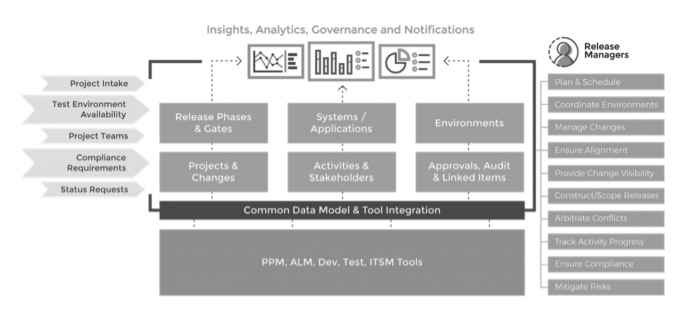 Insights, Analytics, Governance and Notifications
Release
Managers
Project Intake
Test Environment
Availability
Project Teams
Compliance
Requirements
Status Requests
Release Phases
& Gates
Systems /
Applications
Environments
Projects &
Changes
Activities &
Stakeholders
Approvals, Audit
& Linked Items
Common Data Model & Tool Integration
PPM, ALM, Dev, Test, ITSM Tools
Plan & Schedule
Coordinate Environments
Manage Changes
Ensure Alignment
Provide Change Visibility
Construct/Scope Releases
Arbitrate Conflicts
Track Activity Progress
Ensure Compliance
Mitigate Risks